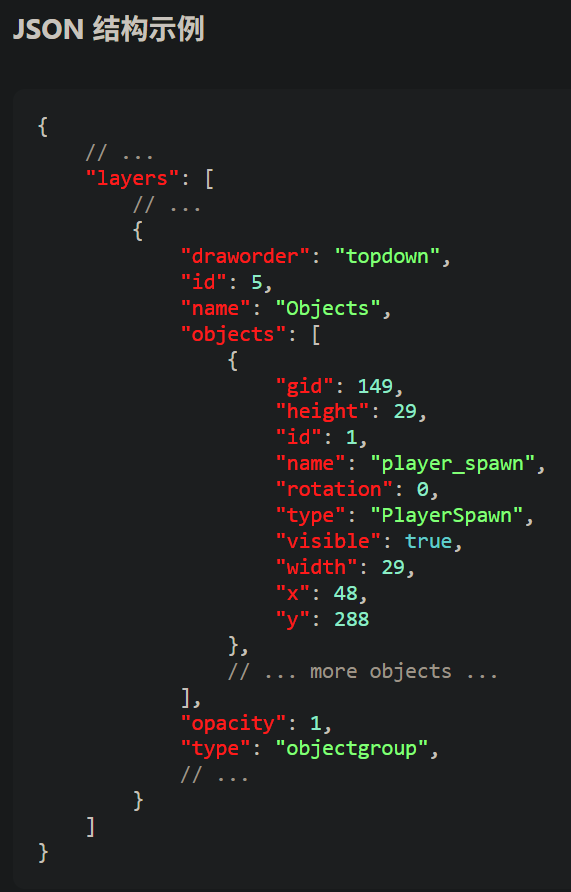 JSON 结构示例
{
    // ...
    "layers": [
        // ...
        {
            "draworder": "topdown",
            "id": 5,
            "name": "Objects",
            "objects": [
                {
                    "gid": 149,
                    "height": 29,
                    "id": 1,
                    "name": "player_spawn",
                    "rotation": 0,
                    "type": "PlayerSpawn",
                    "visible": true,
                    "width": 29,
                    "x": 48,
                    "y": 288
                },
                // ... more objects ...
            ],
            "opacity": 1,
            "type": "objectgroup",
            // ...
        }
    ]
}